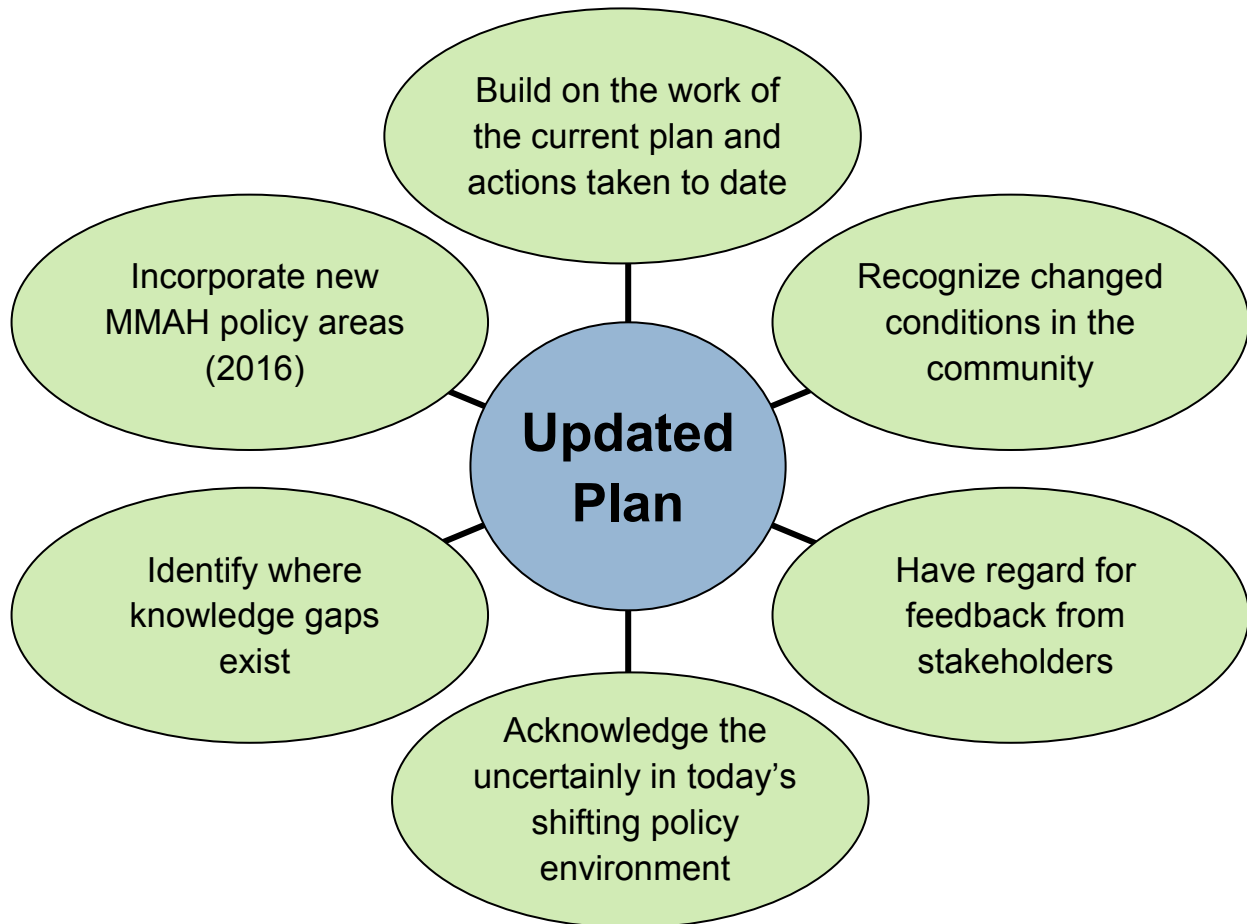 Build on the work of
the current plan and
actions taken to date
Incorporate new
MMAH policy areas
(2016)
Recognize changed
conditions in the
community
Updated
Plan
Identify where
knowledge gaps
exist
Have regard for
feedback from
stakeholders
Acknowledge the
uncertainly in today’s
shifting policy
environment